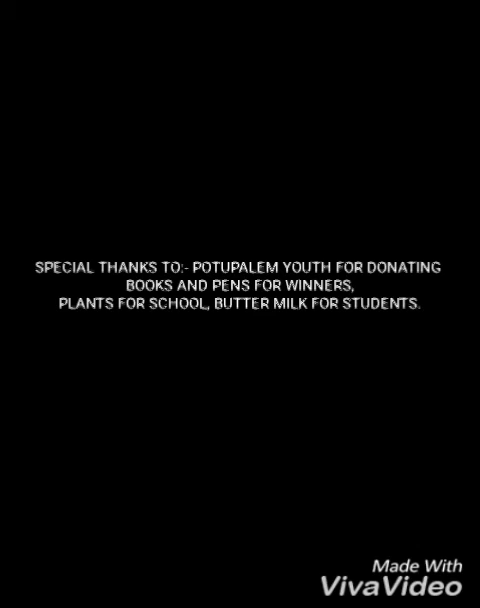 SPECIAL THANKS TO:- POTUPALEM YOUTH FOR DONATING
BOOKS AND PENS FOR WINNERS,
PLANTS FOR SCHOOL, BUTTER MILK FOR STUDENTS.
Made With
VivaVideo